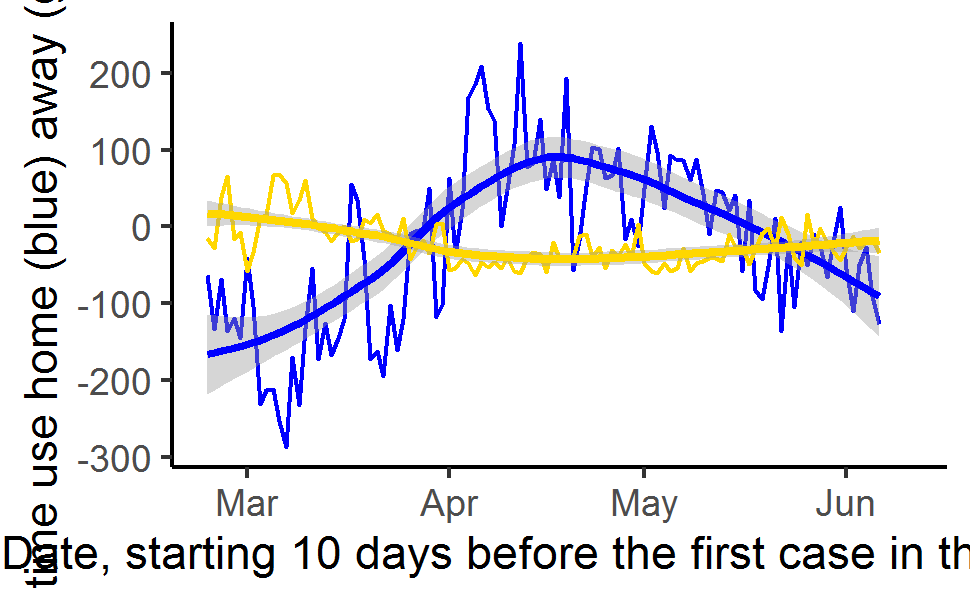 time use home (blue) away (
200
100
0
-100
-200
-300
Mar Apr May Jun
Date, starting 10 days before the first case in th